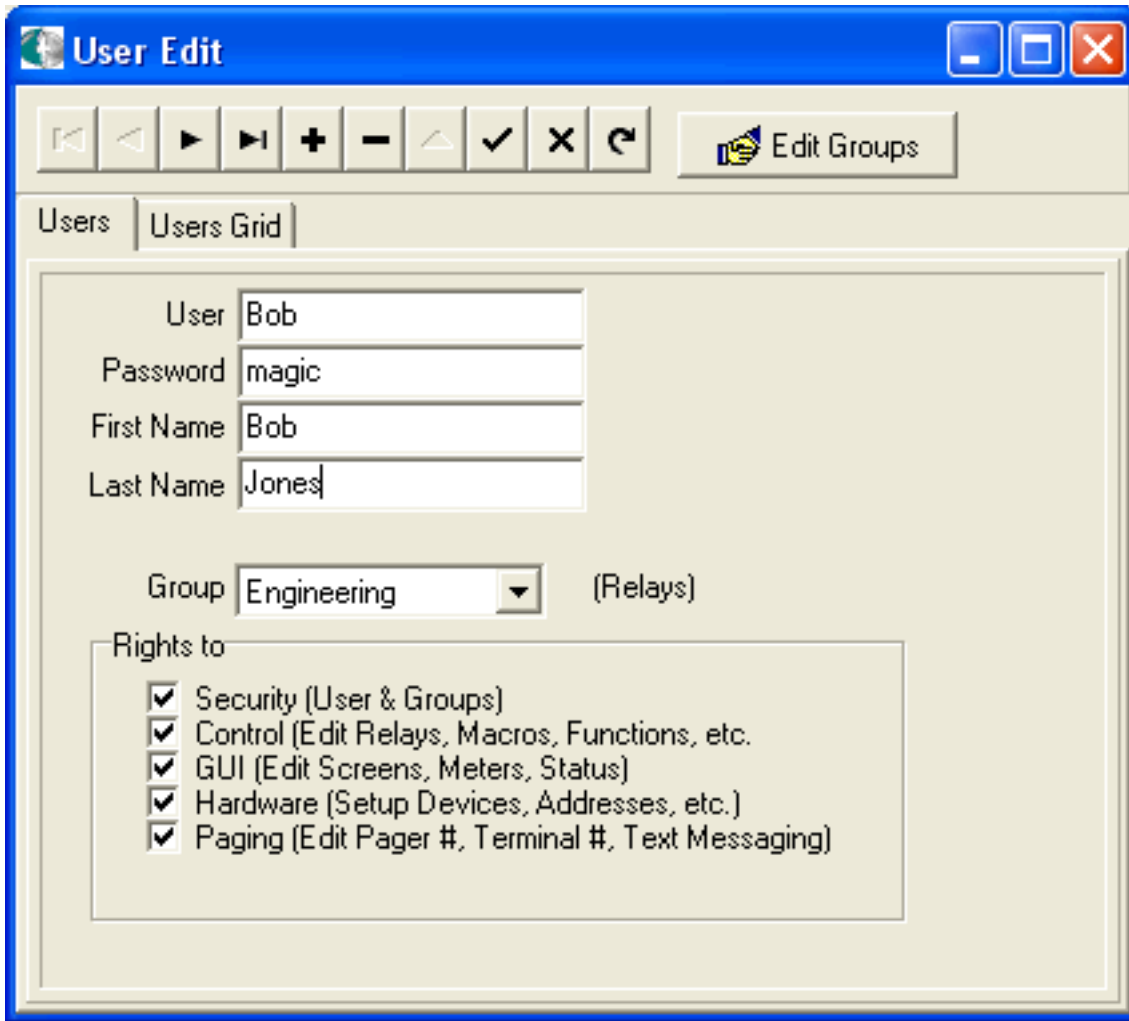 User Edit
Edit Groups
Users Users Grid
User Bob
Password magic
First Name Bob
Last Name Jones
Group Engineering (Relays)
Rights to
Security (User & Groups)
Control (Edit Relays, Macros, Functions, etc.
GUI (Edit Screens, Meters, Status)
Hardware (Setup Devices, Addresses, etc.)
Paging (Edit Pager #, Terminal #, Text Messaging)